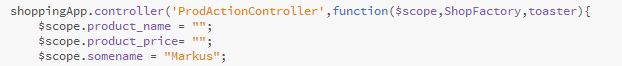 shoppingApp.controller('ProdActionController',function($scope,ShopFactory,toaster){
    $scope.product_name = "";
    $scope.product_price= "";
    $scope.somename = "Markus";